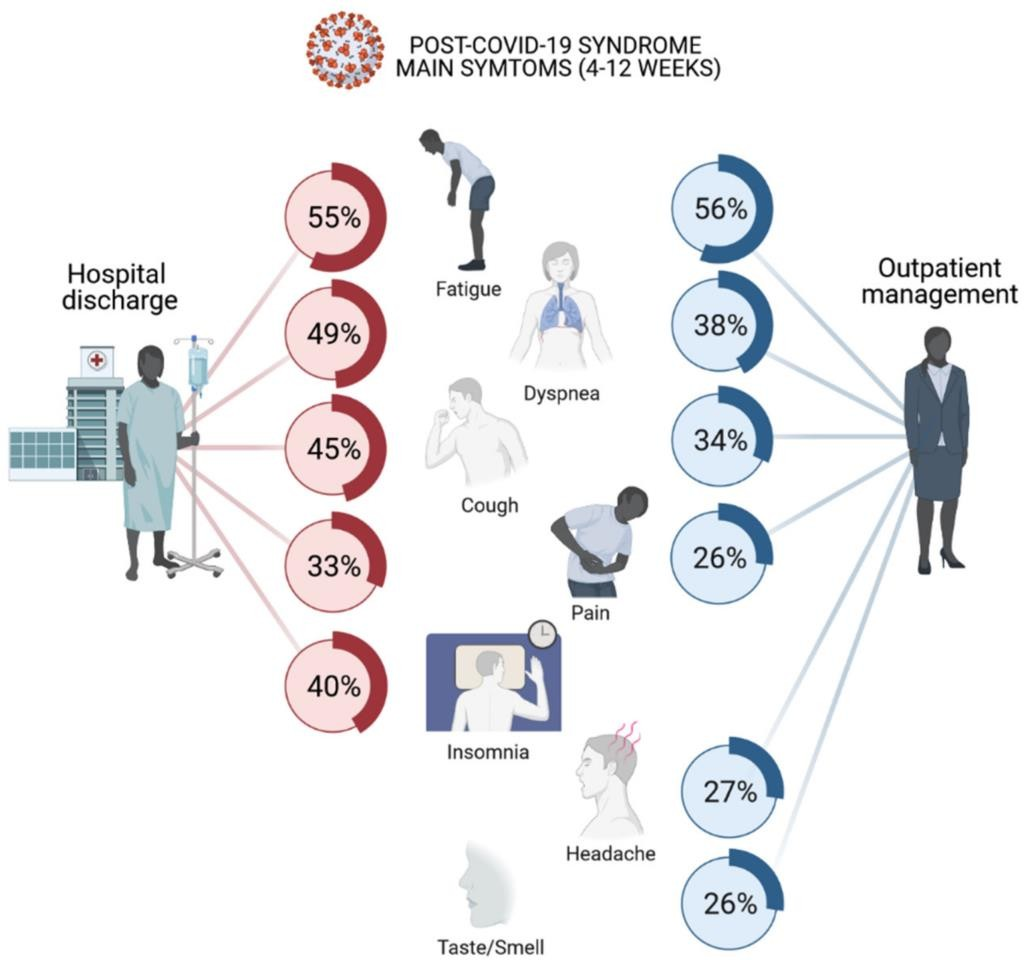 POST-COVID-19 SYNDROME
MAIN SYMTOMS (4-12 WEEKS)
Hospital
discharge
Outpatient
management
55%
Fatigue
56%
49%
Dyspnea
38%
45%
Cough
34%
33%
Pain
26%
40%
Insomnia
Headache
27%
Taste/Smell
26%